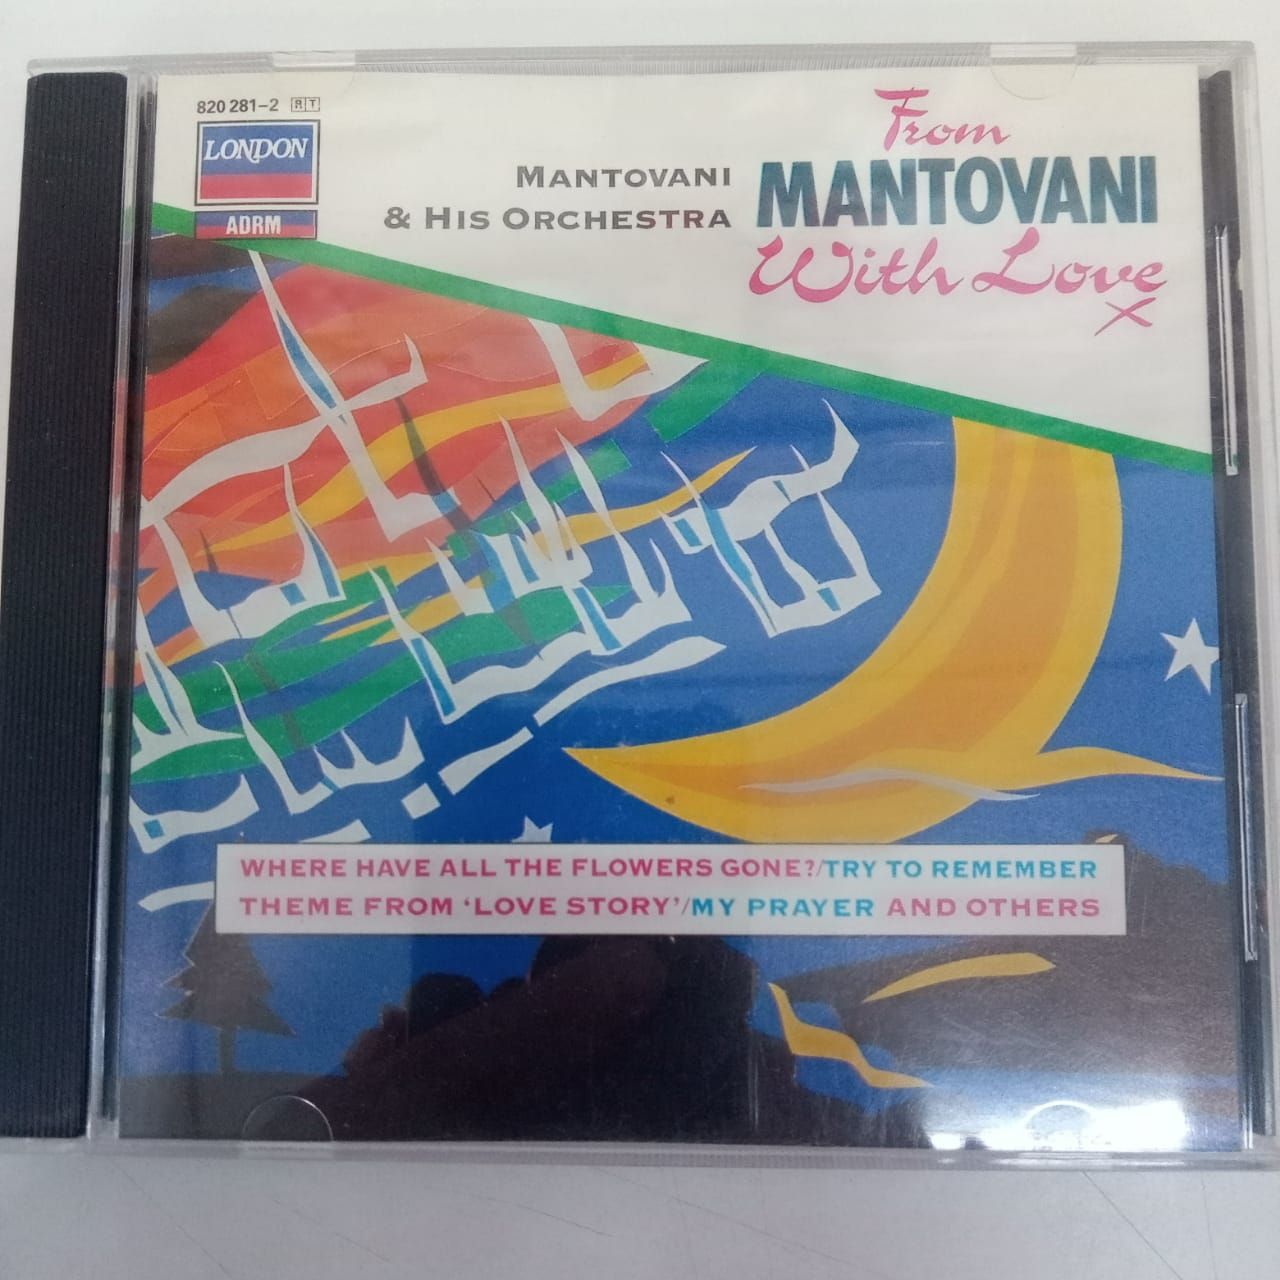 820 281-2 RT
LONDON
ADRM
MANTOVANI
& HIS ORCHESTRA
From
MANTOVANI
With Love
X
WHERE HAVE ALL THE FLOWERS GONE?/TRY TO REMEMBER
THEME FROM 'LOVE STORY'/MY PRAYER AND OTHERS